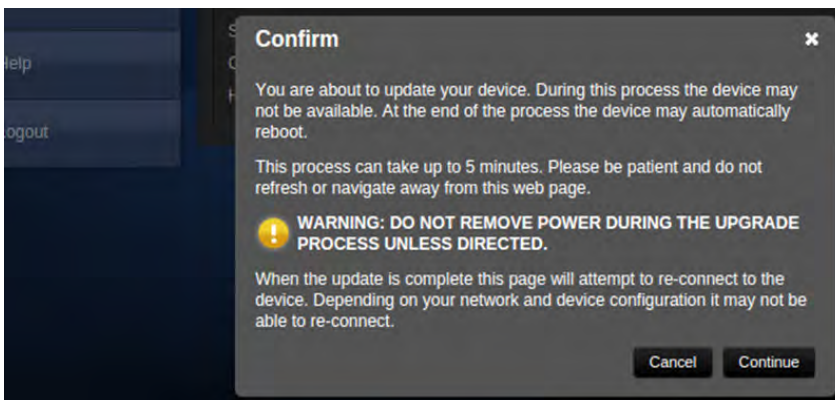 Confirm
You are about to update your device. During this process the device may
not be available. At the end of the process the device may automatically
reboot.
This process can take up to 5 minutes. Please be patient and do not
refresh or navigate away from this web page.
WARNING: DO NOT REMOVE POWER DURING THE UPGRADE
PROCESS UNLESS DIRECTED.
When the update is complete this page will attempt to re-connect to the
device. Depending on your network and device configuration it may not be
able to re-connect.
Cancel Continue